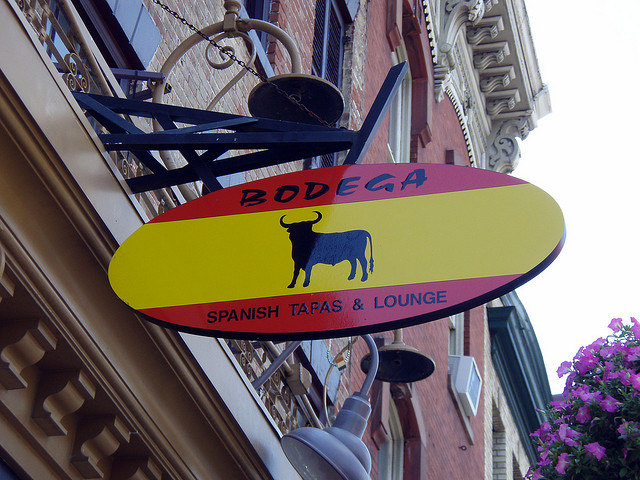 BODEGA
SPANISH TAPAS & LOUNGE